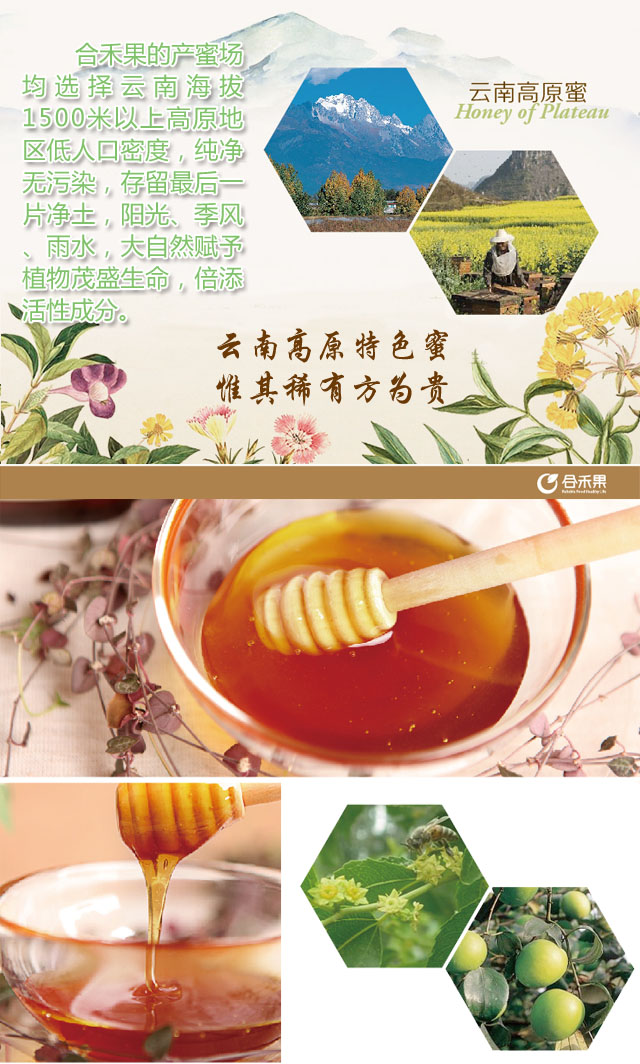 合禾果的产蜜场
均选择云南海拔
1500米以上高原地
区低人口密度，纯净
无污染，存留最后一
片净土，阳光、季风
、雨水，大自然赋予
植物茂盛生命，倍添
活性成分。
云南高原蜜
Honey of Plateau
云南高原特色蜜
惟其稀有方为贵
合禾果